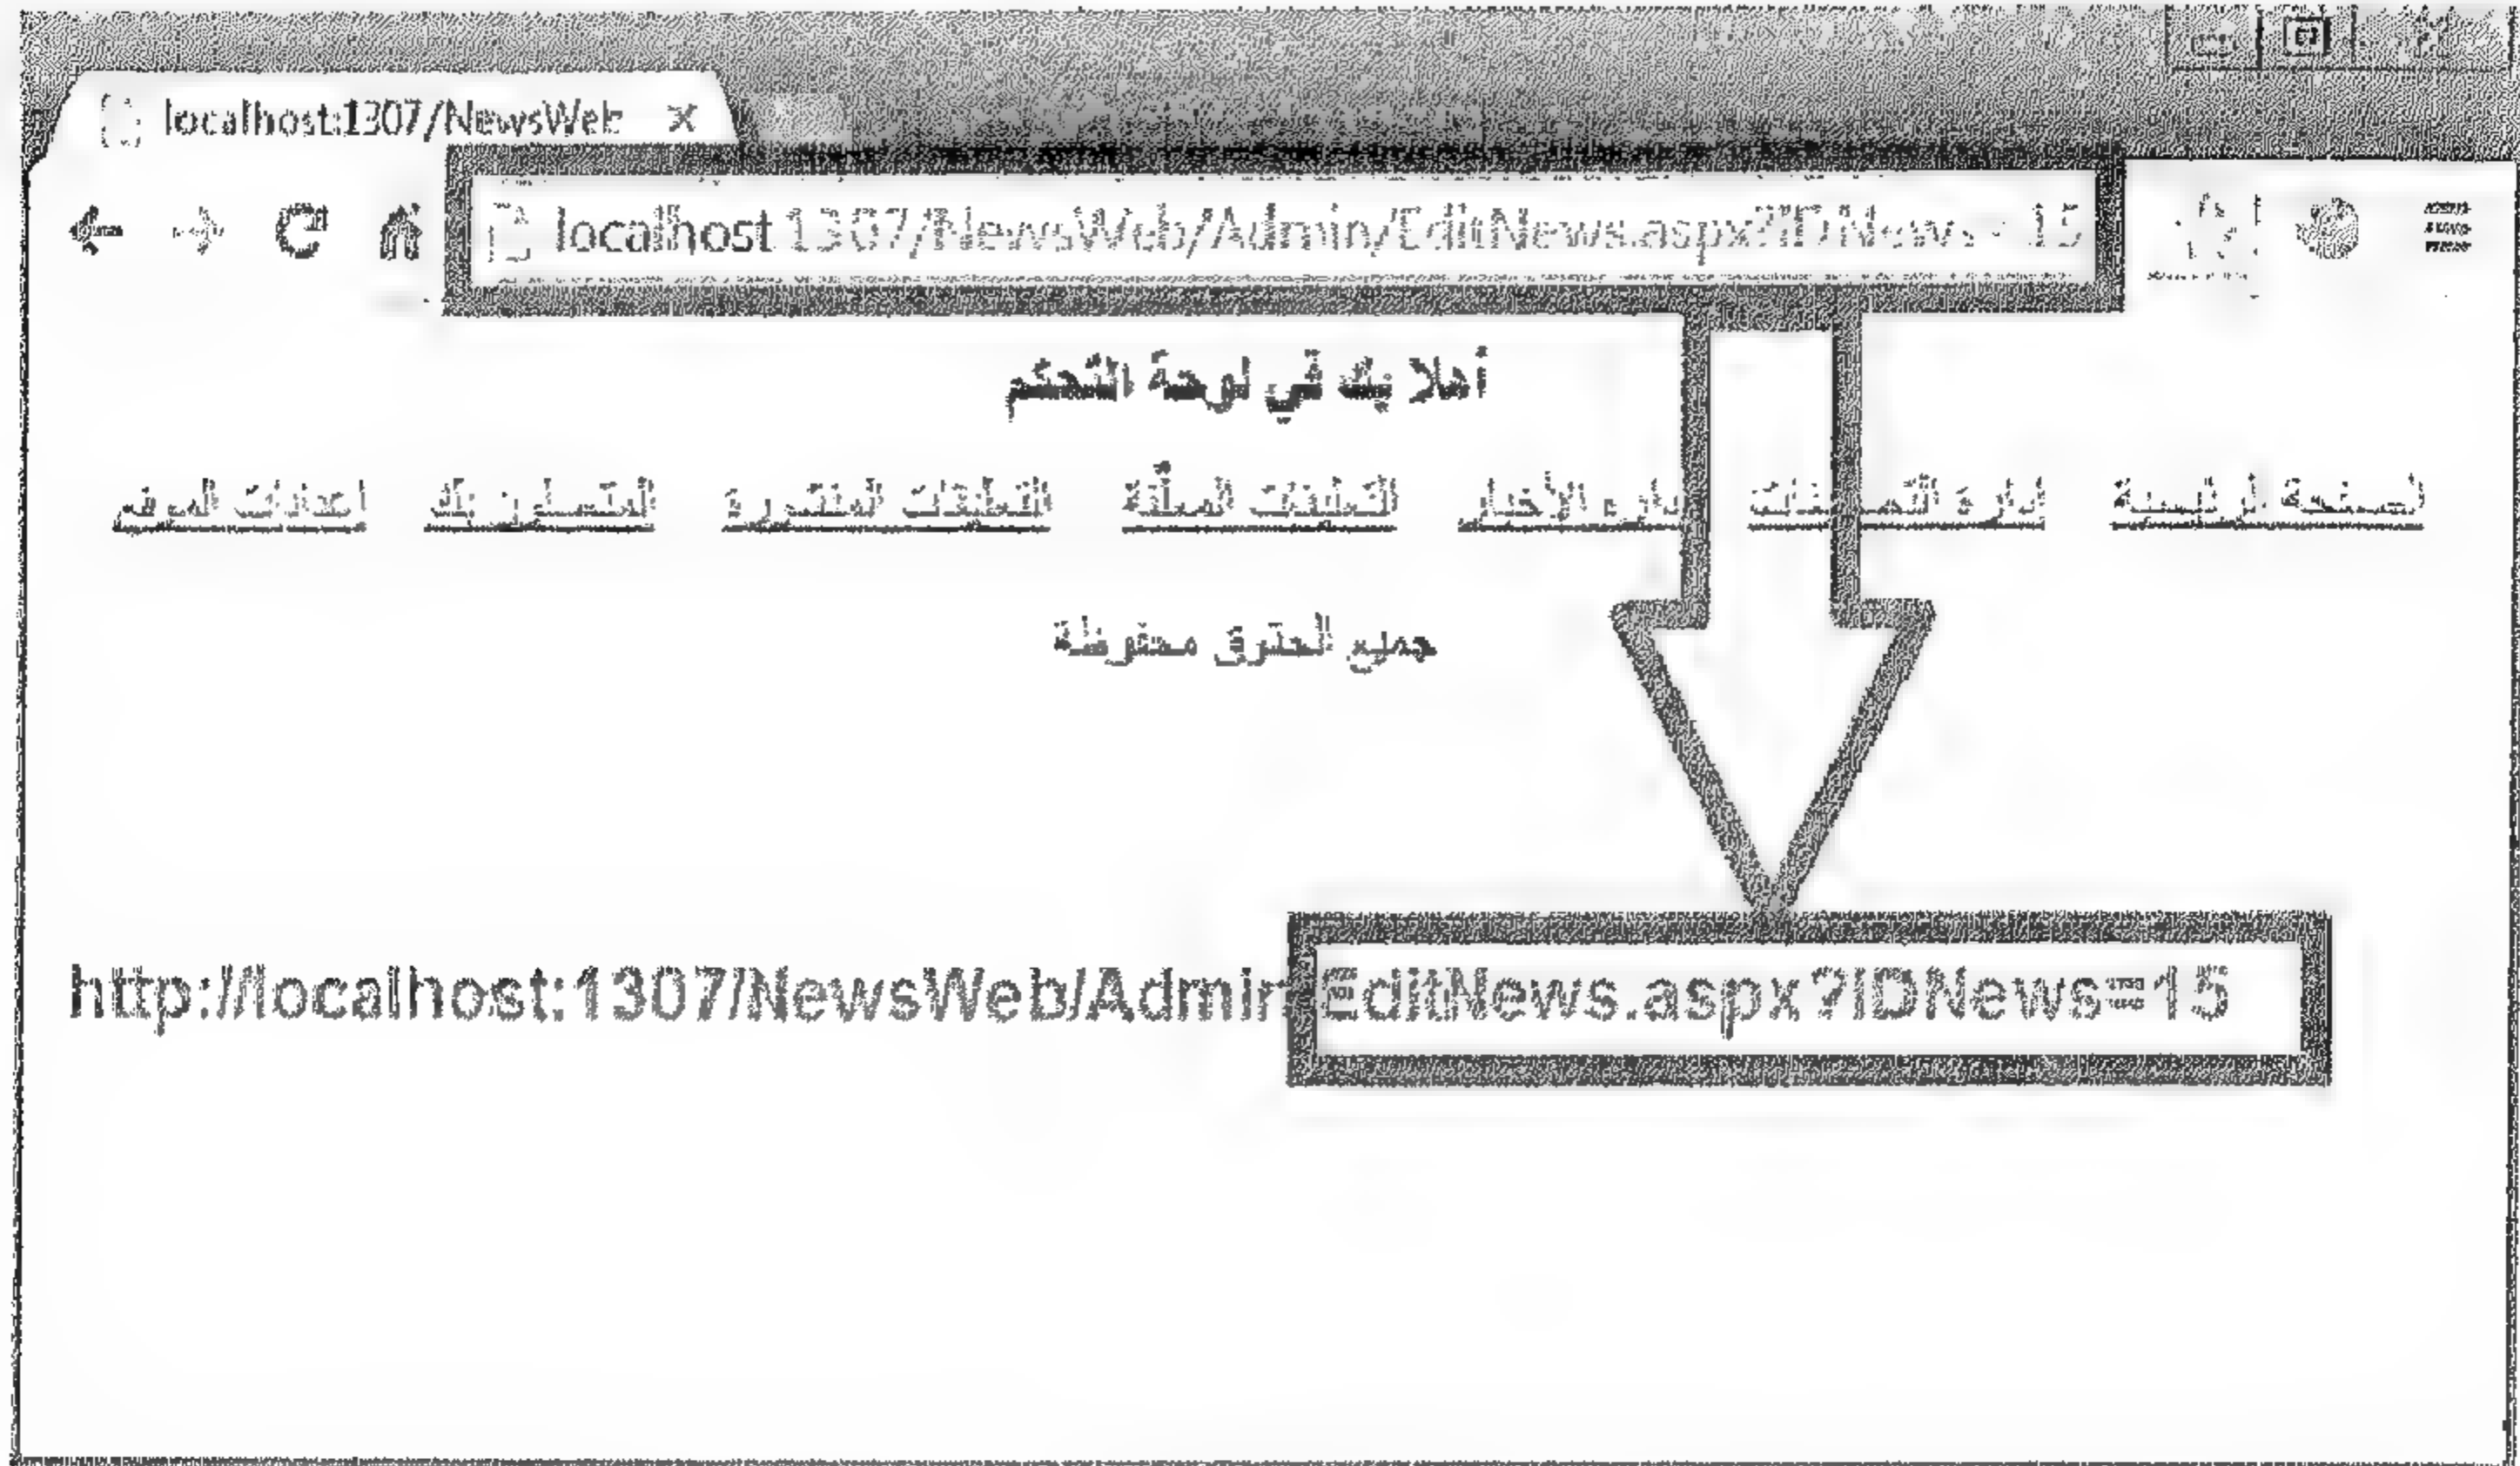 localhost:1307/NewsWeb
localhost:1307/NewsWeb/Admin/EditNews.aspx?IDNews=15
أهلا بك في لوحة التحكم
الصفحة الرئيسية إدارة التصنيفات إدارة الأخبار التعليقات المعلقة التعليقات المنشورة المتصلون بك اعدادات الموقع
جميع الحقوق محفوظة
http://localhost:1307/NewsWeb/Admin/EditNews.aspx?IDNews=15